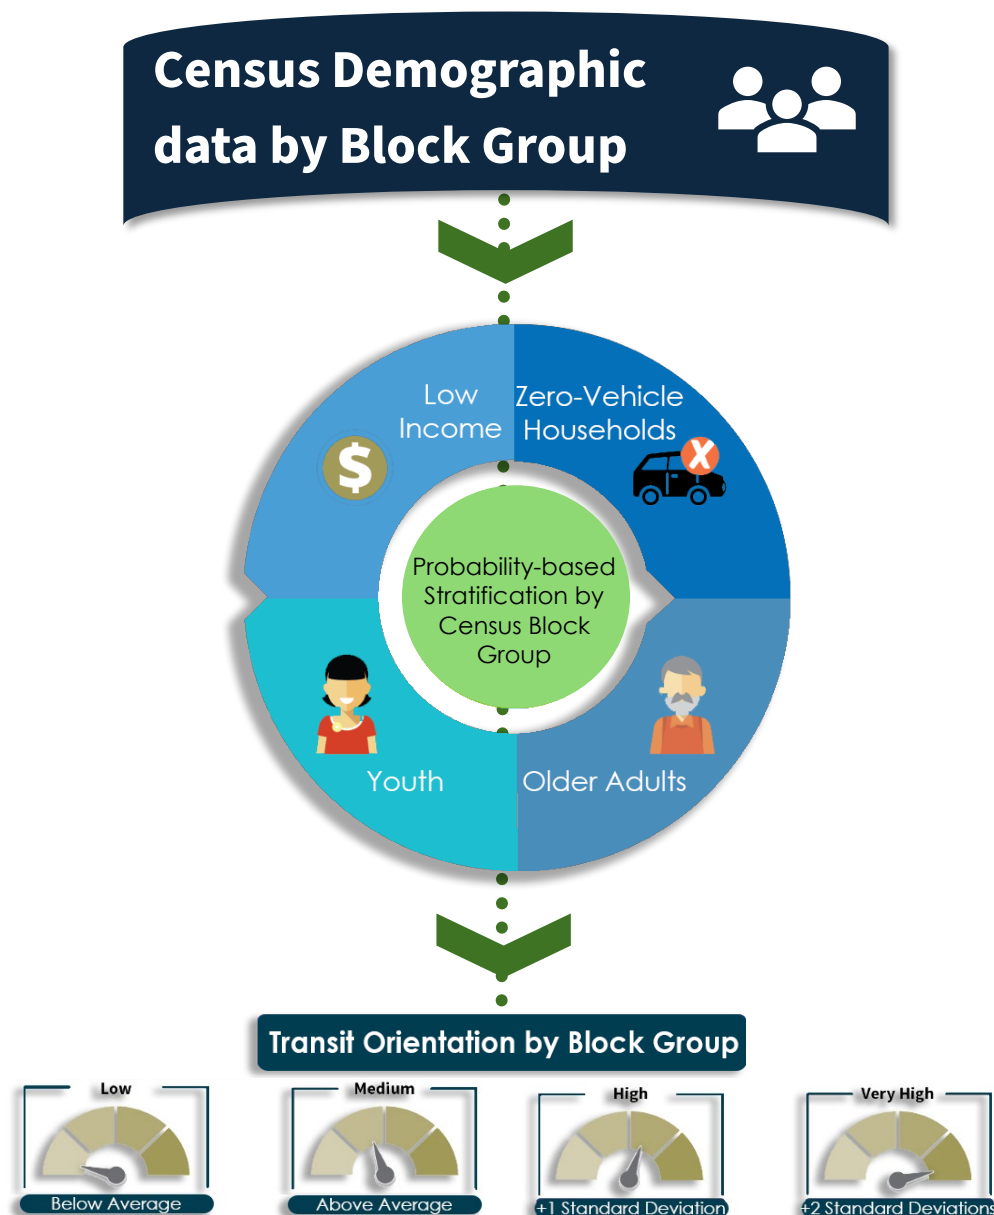 Census Demographic
data by Block Group
Low
Income
Zero-Vehicle
Households
$
X
Probability-based
Stratification by
Census Block
Group
Youth
Older Adults
Transit Orientation by Block Group
Low
Medium
High
Very High
Below Average
Above Average
+1 Standard Deviation
+2 Standard Deviations